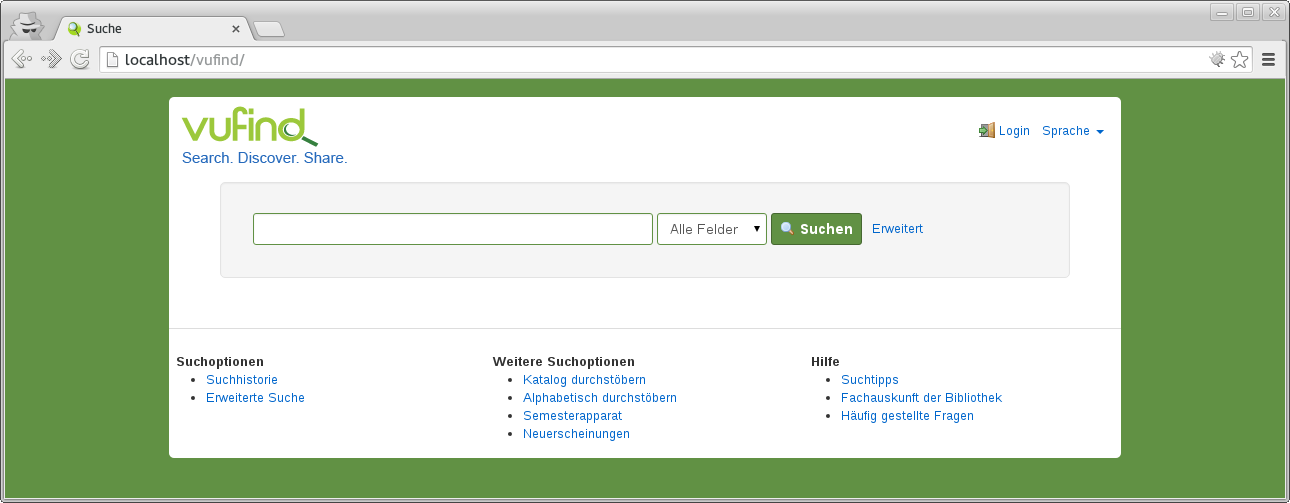 Suche
localhost/vufind/
vufind
Login Sprache
Search. Discover. Share.
Alle Felder Suchen Erweitert
Suchoptionen
Suchhistorie
Erweiterte Suche
Weitere Suchoptionen
Katalog durchstöbern
Alphabetisch durchstöbern
Semesterapparat
Neuerscheinungen
Hilfe
Suchtipps
Fachauskunft der Bibliothek
Häufig gestellte Fragen